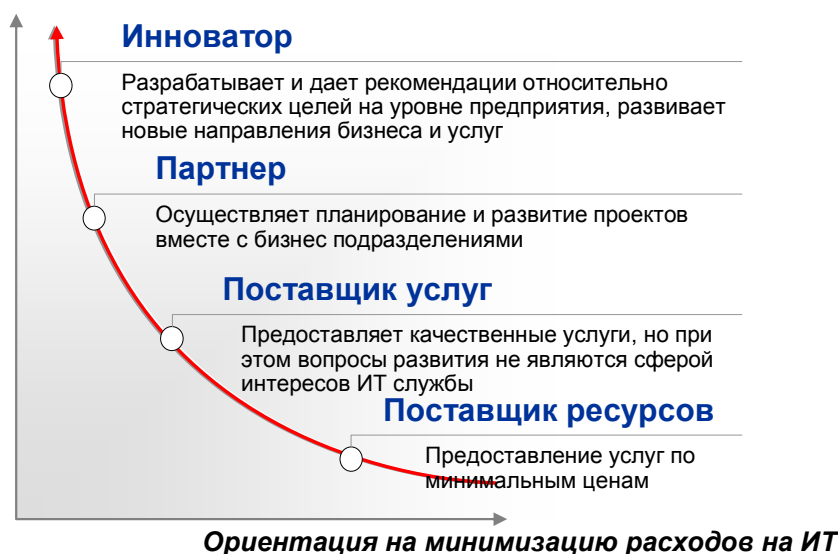 Инноватор
Разрабатывает и дает рекомендации относительно
стратегических целей на уровне предприятия, развивает
новые направления бизнеса и услуг
Партнер
Осуществляет планирование и развитие проектов
вместе с бизнес подразделениями
Поставщик услуг
Предоставляет качественные услуги, но при
этом вопросы развития не являются сферой
интересов ИТ службы
Поставщик ресурсов
Предоставление услуг по
минимальным ценам
Ориентация на минимизацию расходов на ИТ